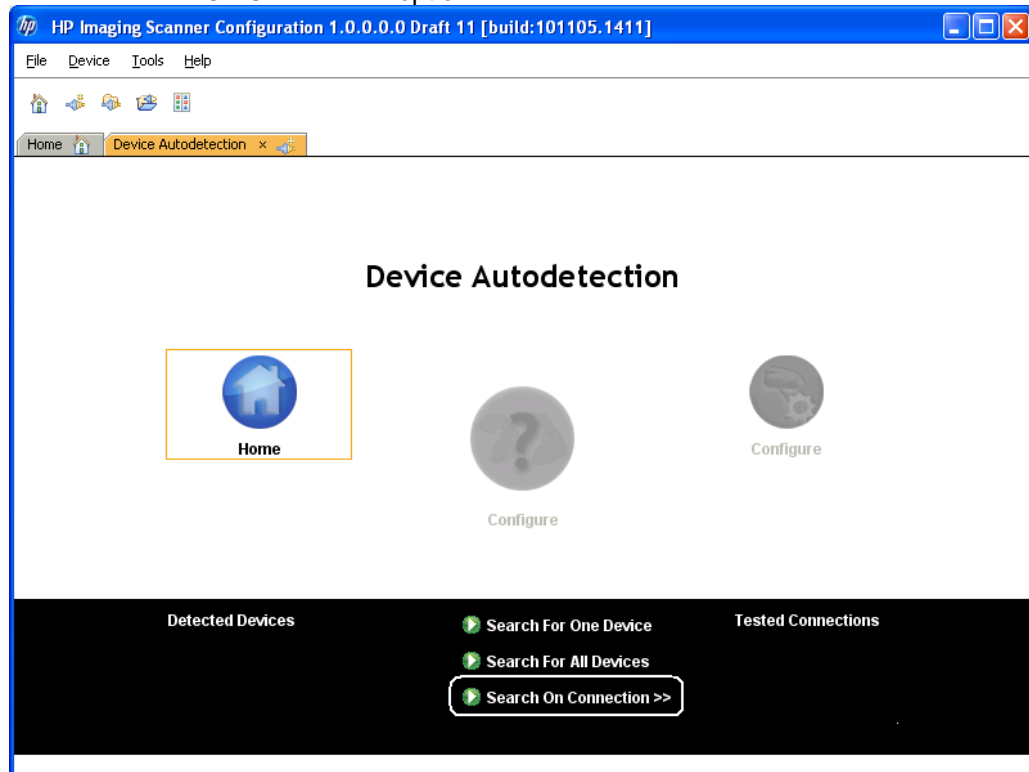 hp HP Imaging Scanner Configuration 1.0.0.0.0 Draft 11 [build:101105.1411]
File Device Tools Help
Home Device Autodetection ×
Device Autodetection
Home
Configure
Configure
Detected Devices
Search For One Device
Tested Connections
Search For All Devices
Search On Connection >>